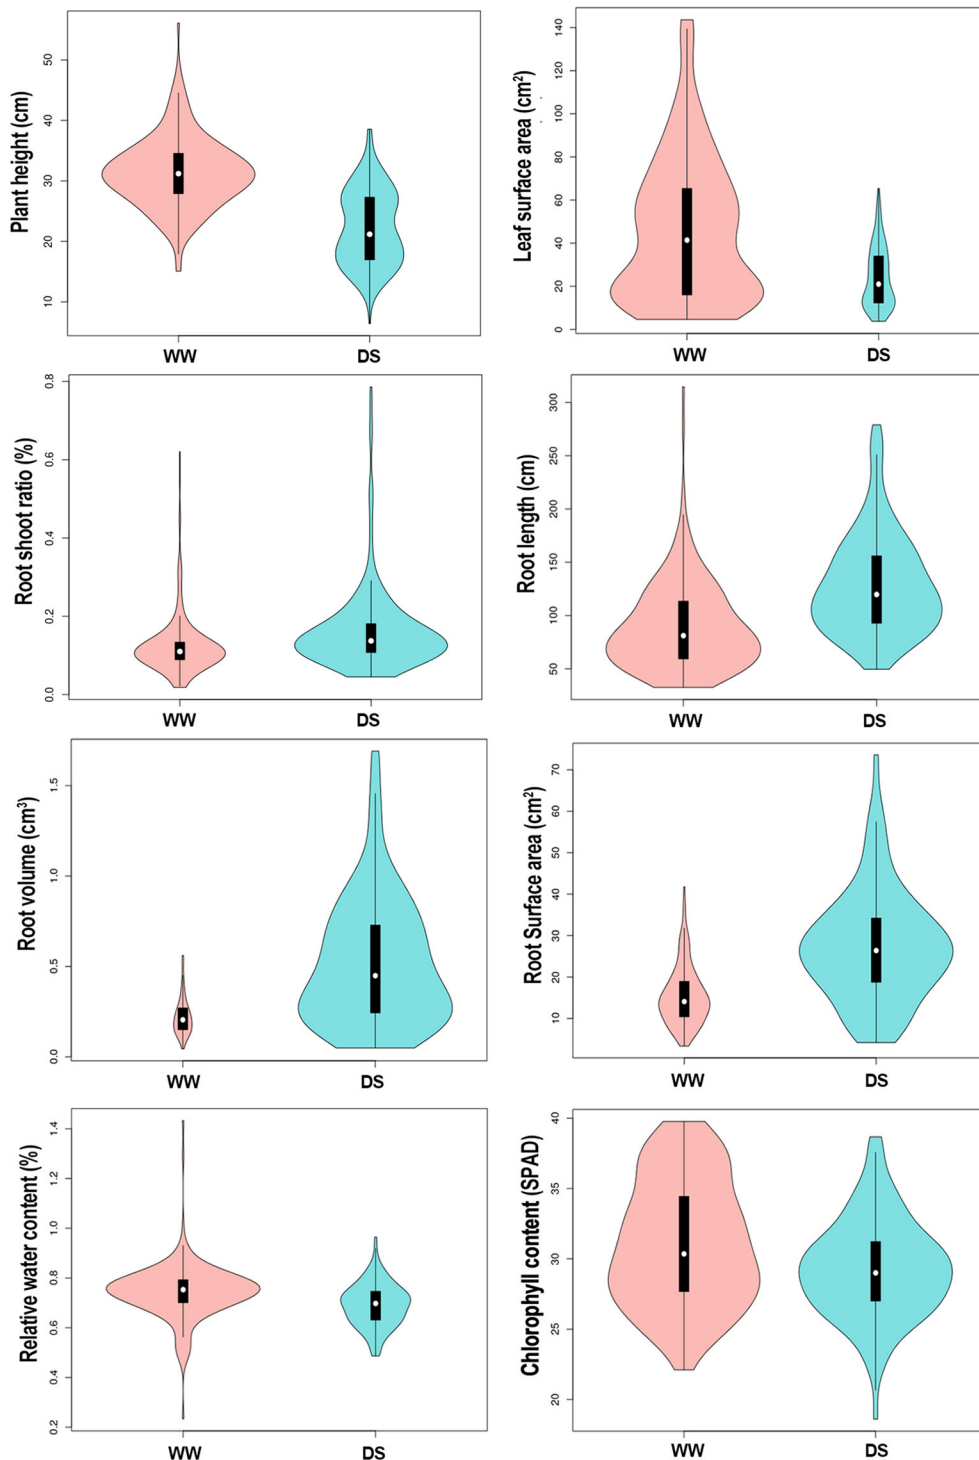 Plant height (cm)
50
40
30
20
10
WW DS
Leaf surface area (cm²)
140
120
100
80
60
40
20
0
WW DS
Root shoot ratio (%)
0.8
0.6
0.4
0.2
0.0
WW DS
Root length (cm)
300
250
200
150
100
50
WW DS
Root volume (cm³)
1.5
1.0
0.5
0.0
WW DS
Root Surface area (cm²)
70
60
50
40
30
20
10
WW DS
Relative water content (%)
1.4
1.2
1.0
0.8
0.6
0.4
0.2
WW DS
Chlorophyll content (SPAD)
40
35
30
25
20
WW DS